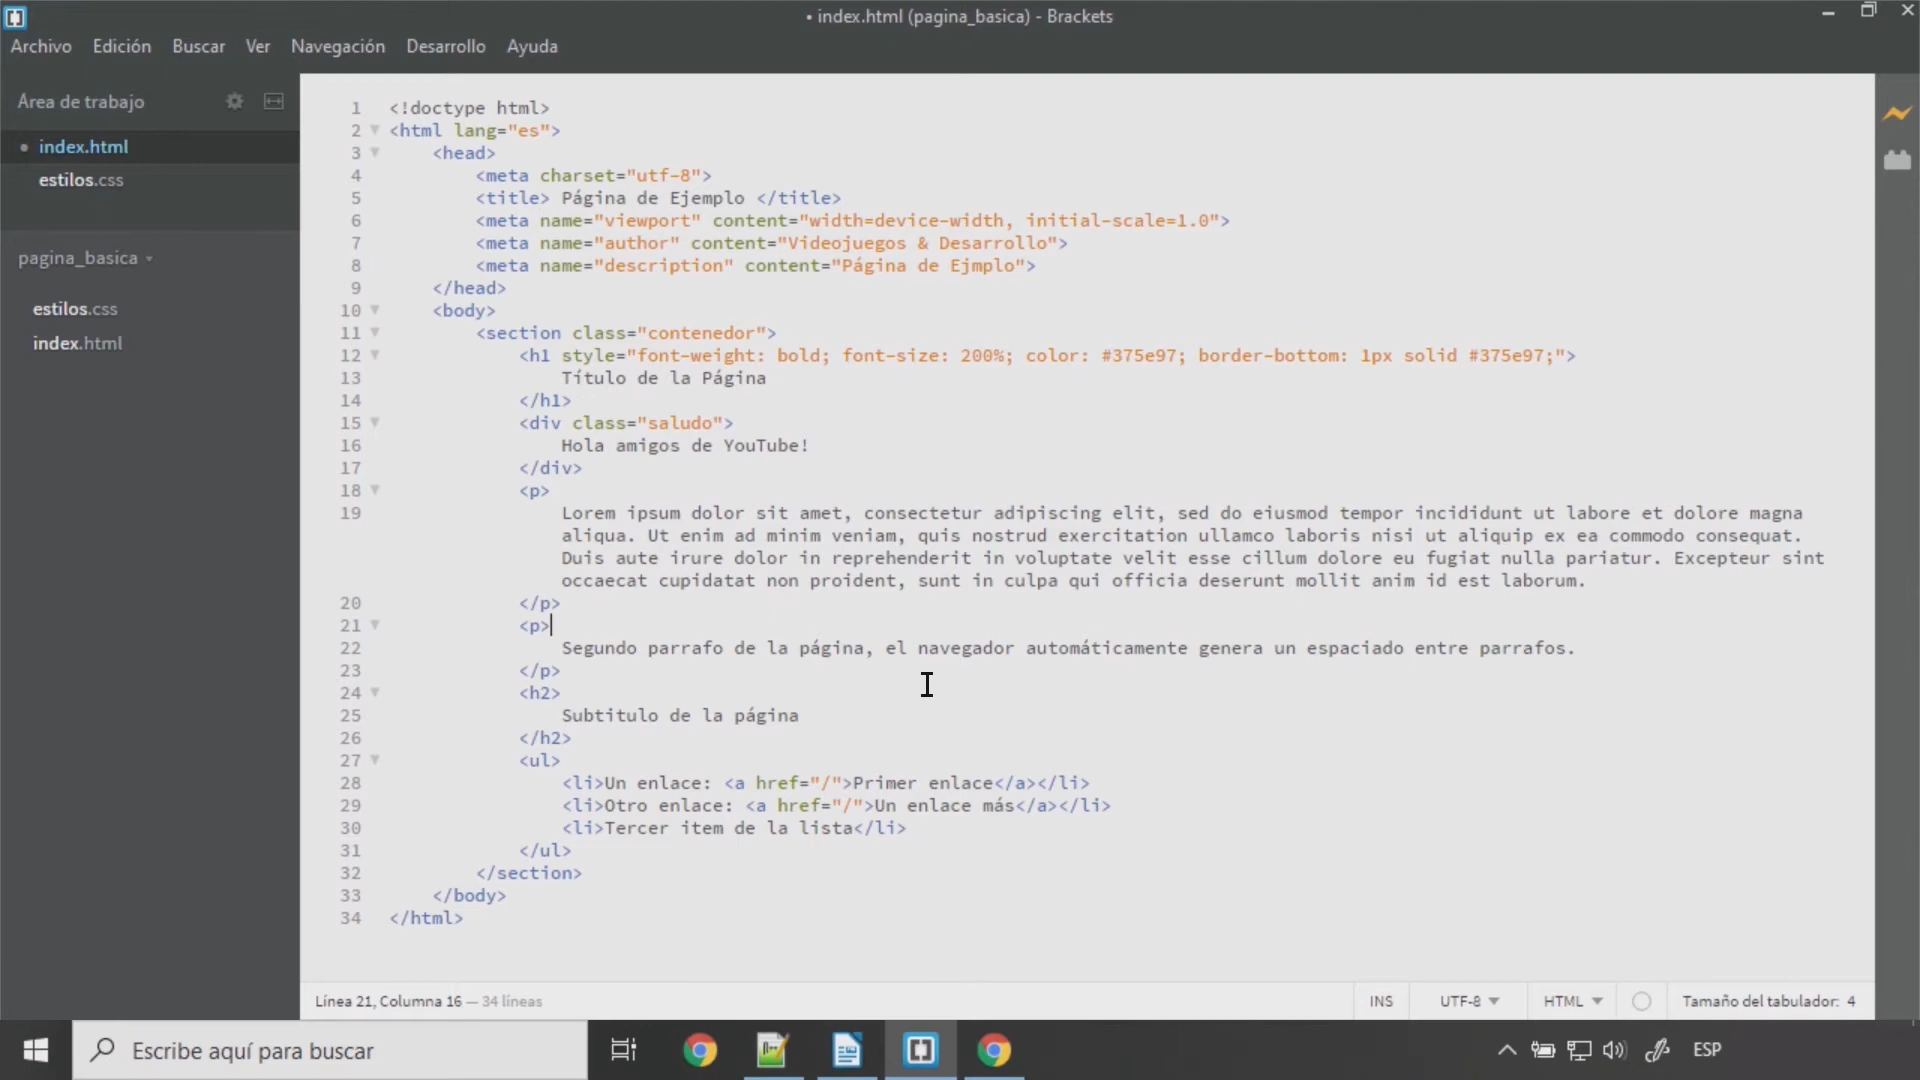 • index.html (pagina_basica) - Brackets
Archivo Edición Buscar Ver Navegación Desarrollo Ayuda
Área de trabajo
• index.html
estilos.css
pagina_basica
estilos.css
index.html
1 <!doctype html>
2 <html lang="es">
3 <head>
4 <meta charset="utf-8">
5 <title> Página de Ejemplo </title>
6 <meta name="viewport" content="width=device-width, initial-scale=1.0">
7 <meta name="author" content="Videojuegos & Desarrollo">
8 <meta name="description" content="Página de Ejmplo">
9 </head>
10 <body>
11 <section class="contenedor">
12 <h1 style="font-weight: bold; font-size: 200%; color: #375e97; border-bottom: 1px solid #375e97;">
13 Título de la Página
14 </h1>
15 <div class="saludo">
16 Hola amigos de YouTube!
17 </div>
18 <p>
19 Lorem ipsum dolor sit amet, consectetur adipiscing elit, sed do eiusmod tempor incididunt ut labore et dolore magna
aliqua. Ut enim ad minim veniam, quis nostrud exercitation ullamco laboris nisi ut aliquip ex ea commodo consequat.
Duis aute irure dolor in reprehenderit in voluptate velit esse cillum dolore eu fugiat nulla pariatur. Excepteur sint
occaecat cupidatat non proident, sunt in culpa qui officia deserunt mollit anim id est laborum.
20 </p>
21 <p>
22 Segundo parrafo de la página, el navegador automáticamente genera un espaciado entre parrafos.
23 </p>
24 <h2>
25 Subtitulo de la página
26 </h2>
27 <ul>
28 <li>Un enlace: <a href="/">Primer enlace</a></li>
29 <li>Otro enlace: <a href="/">Un enlace más</a></li>
30 <li>Tercer item de la lista</li>
31 </ul>
32 </section>
33 </body>
34 </html>
Línea 21, Columna 16 — 34 líneas INS UTF-8 HTML Tamaño del tabulador: 4
Escribe aquí para buscar ESP